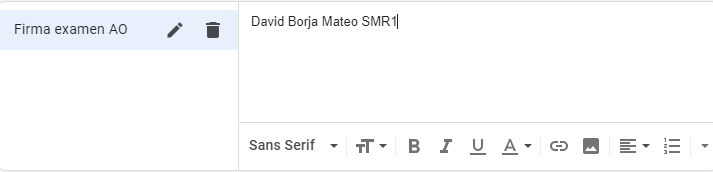 Firma examen AO
David Borja Mateo SMR1
Sans Serif
B I U A